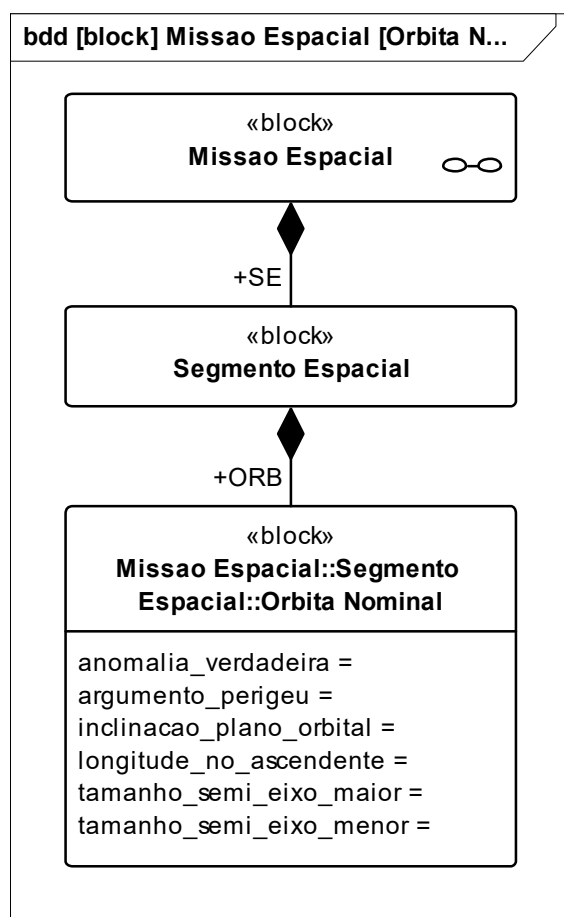 bdd [block] Missao Espacial [Orbita N...
«block»
Missao Espacial
+SE
«block»
Segmento Espacial
+ORB
«block»
Missao Espacial::Segmento
Espacial::Orbita Nominal
anomalia_verdadeira =
argumento_perigeu =
inclinacao_plano_orbital =
longitude_no_ascendente =
tamanho_semi_eixo_maior =
tamanho_semi_eixo_menor =